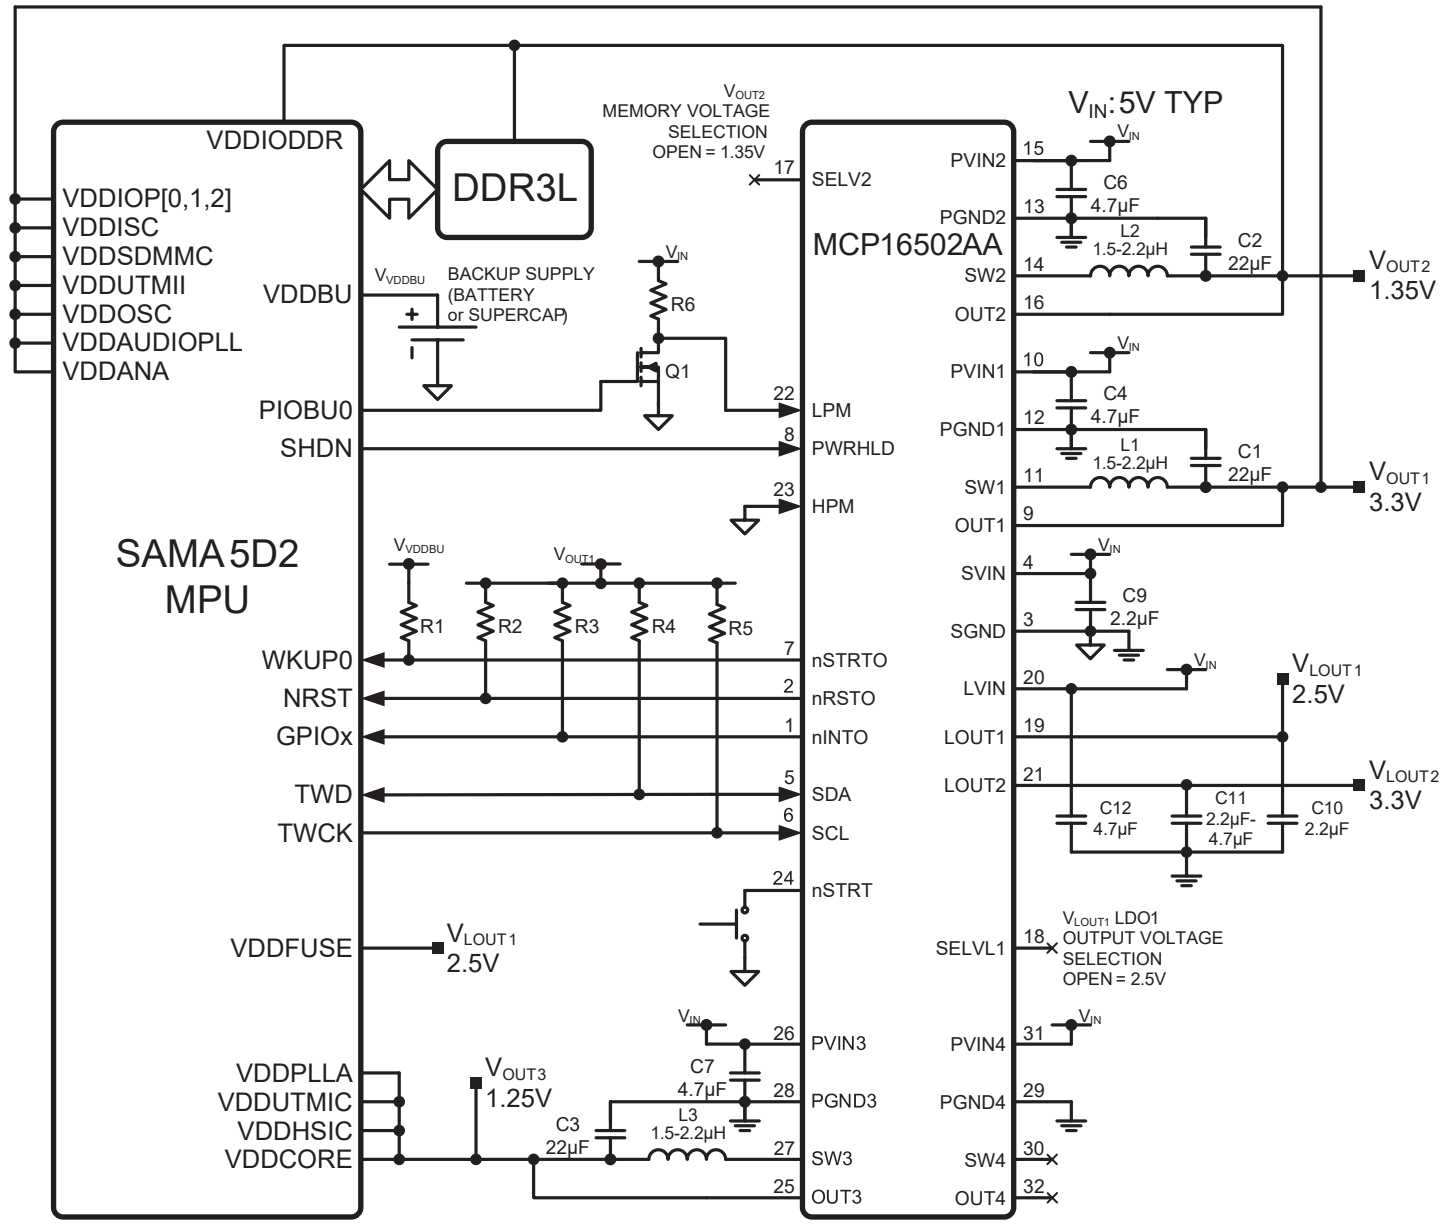 VDDIODDR
VDDIOP[0,1,2]
VDDISC
VDDSDMMC
VDDUTMII
VDDOSC
VDDAUDIOPLL
VDDANA
VDDBU
PIOBU0
SHDN
SAMA5D2
MPU
WKUP0
NRST
GPIOx
TWD
TWCK
VDDFUSE
VDDPLLA
VDDUTMIC
VDDHSIC
VDDCORE
DDR3L
VVDDBU
BACKUP SUPPLY
(BATTERY
or SUPERCAP)
+
VIN
R6
Q1
VVDDBU
VOUT1
R1
R2
R3
R4
R5
VLOUT1
2.5V
VOUT3
1.25V
VIN
C7
4.7µF
C3
22µF
L3
1.5-2.2µH
VOUT2
MEMORY VOLTAGE
SELECTION
OPEN = 1.35V
17 SELV2
MCP16502AA
22 LPM
8 PWRHLD
23 HPM
7 nSTRTO
2 nRSTO
1 nINTO
5 SDA
6 SCL
24 nSTRT
26 PVIN3
28 PGND3
27 SW3
25 OUT3
VIN: 5V TYP
PVIN2 15
VIN
C6
4.7µF
PGND2 13
L2
1.5-2.2µH
C2
22µF
SW2 14
OUT2 16
VOUT2
1.35V
PVIN1 10
VIN
C4
4.7µF
PGND1 12
L1
1.5-2.2µH
C1
22µF
SW1 11
OUT1 9
VOUT1
3.3V
SVIN 4
VIN
C9
2.2µF
SGND 3
LVIN 20
VIN
VLOUT1
2.5V
LOUT1 19
LOUT2 21
VLOUT2
3.3V
C12
4.7µF
C11
2.2µF-
4.7µF
C10
2.2µF
SELVL1 18
VLOUT1 LDO1
OUTPUT VOLTAGE
SELECTION
OPEN = 2.5V
PVIN4 31
VIN
PGND4 29
SW4 30
OUT4 32